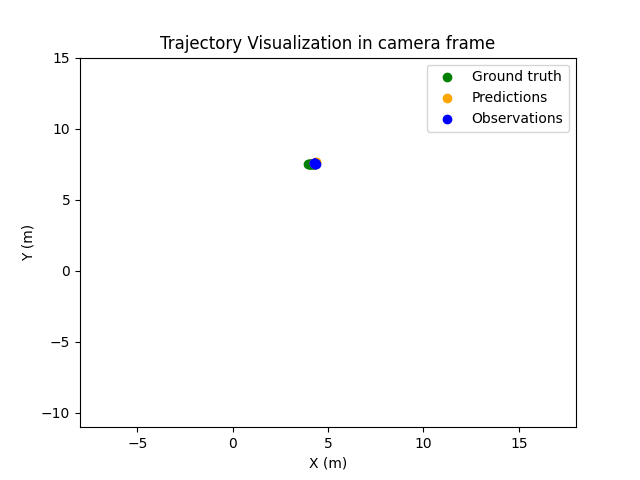 Trajectory Visualization in camera frame
Ground truth
Predictions
Observations
15
10
5
0
−5
−10
Y (m)
−5
0
5
10
15
X (m)